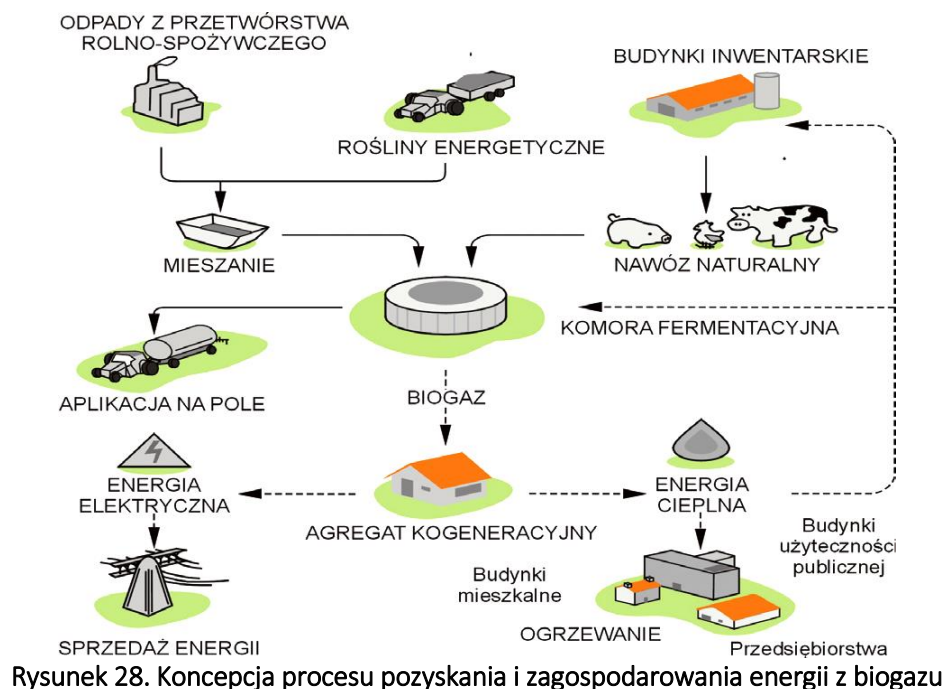 ODPADY Z PRZETWÓRSTWA
ROLNO-SPOŻYWCZEGO
BUDYNKI INWENTARSKIE
ROŚLINY ENERGETYCZNE
MIESZANIE
NAWÓZ NATURALNY
KOMORA FERMENTACYJNA
APLIKACJA NA POLE
BIOGAZ
ENERGIA
ELEKTRYCZNA
AGREGAT KOGENERACYJNY
ENERGIA
CIEPLNA
Budynki
użyteczności
publicznej
Budynki
mieszkalne
SPRZEDAŻ ENERGII
OGRZEWANIE
Przedsiębiorstwa
Rysunek 28. Koncepcja procesu pozyskania i zagospodarowania energii z biogazu